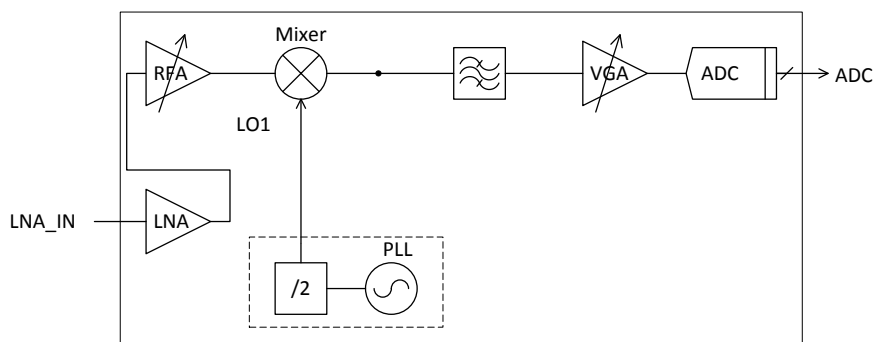 Mixer
RFA
VGA
ADC
ADC
LO1
LNA_IN
LNA
PLL
/2